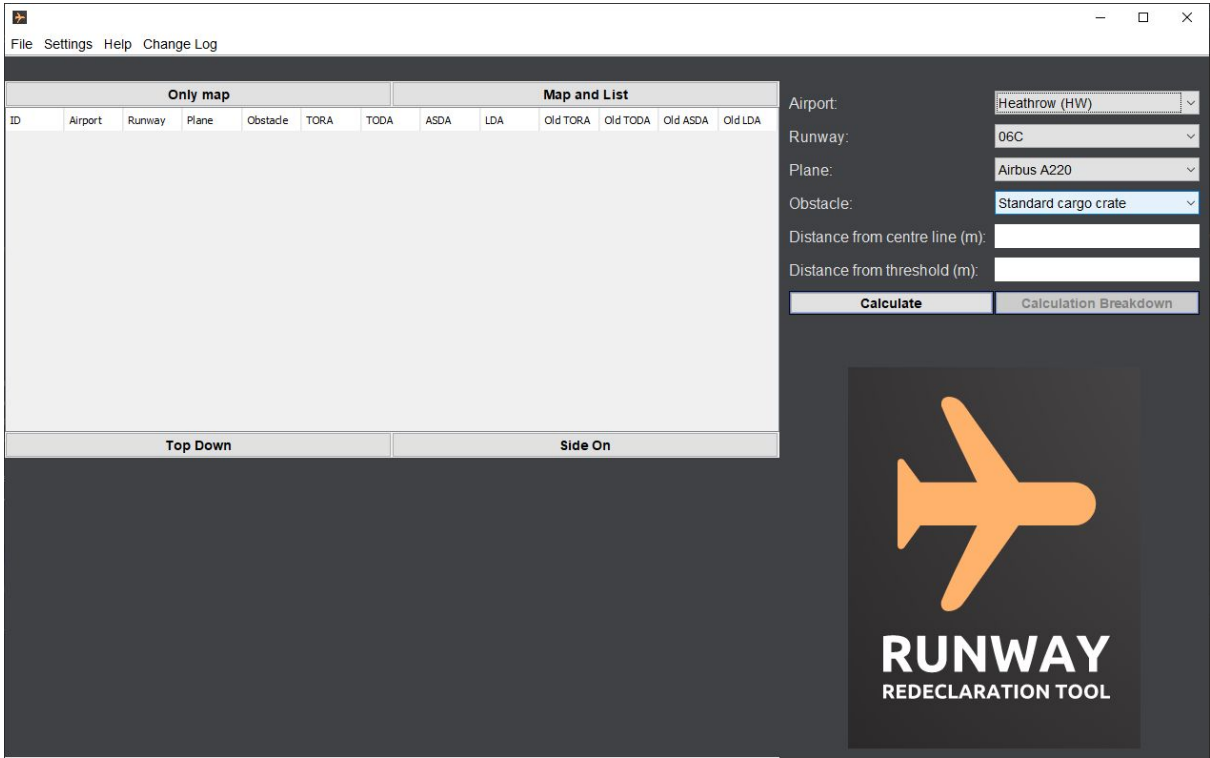 File Settings Help Change Log
Only map Map and List
ID Airport Runway Plane Obstacle TORA TODA ASDA LDA Old TORA Old TODA Old ASDA Old LDA
Top Down Side On
Airport: Heathrow (HW)
Runway: 06C
Plane: Airbus A220
Obstacle: Standard cargo crate
Distance from centre line (m):
Distance from threshold (m):
Calculate Calculation Breakdown
RUNWAY
REDECLARATION TOOL